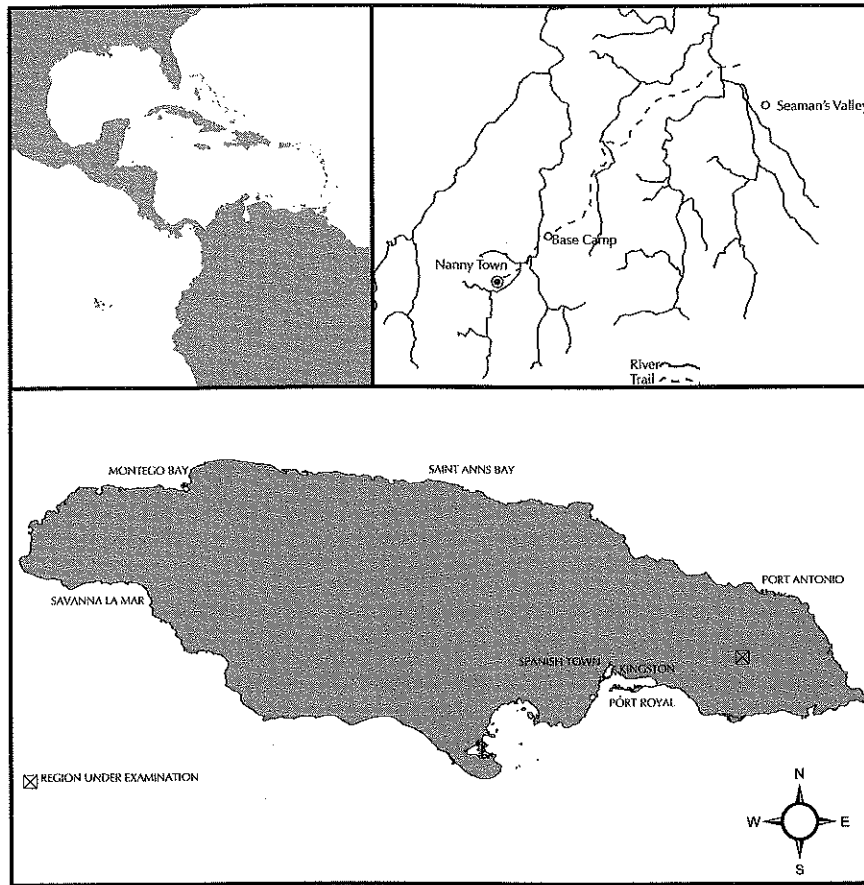 Seaman's Valley
Base Camp
Nanny Town
River
Trail
MONTEGO BAY
SAINT ANNS BAY
PORT ANTONIO
SAVANNA LA MAR
SPANISH TOWN
KINGSTON
PORT ROYAL
REGION UNDER EXAMINATION
N
W
E
S